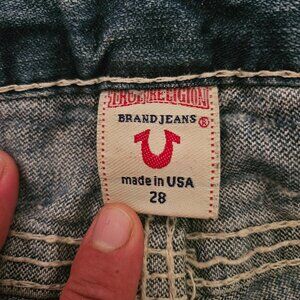 TRUE RELIGION
BRAND JEANS ®
made in USA
28